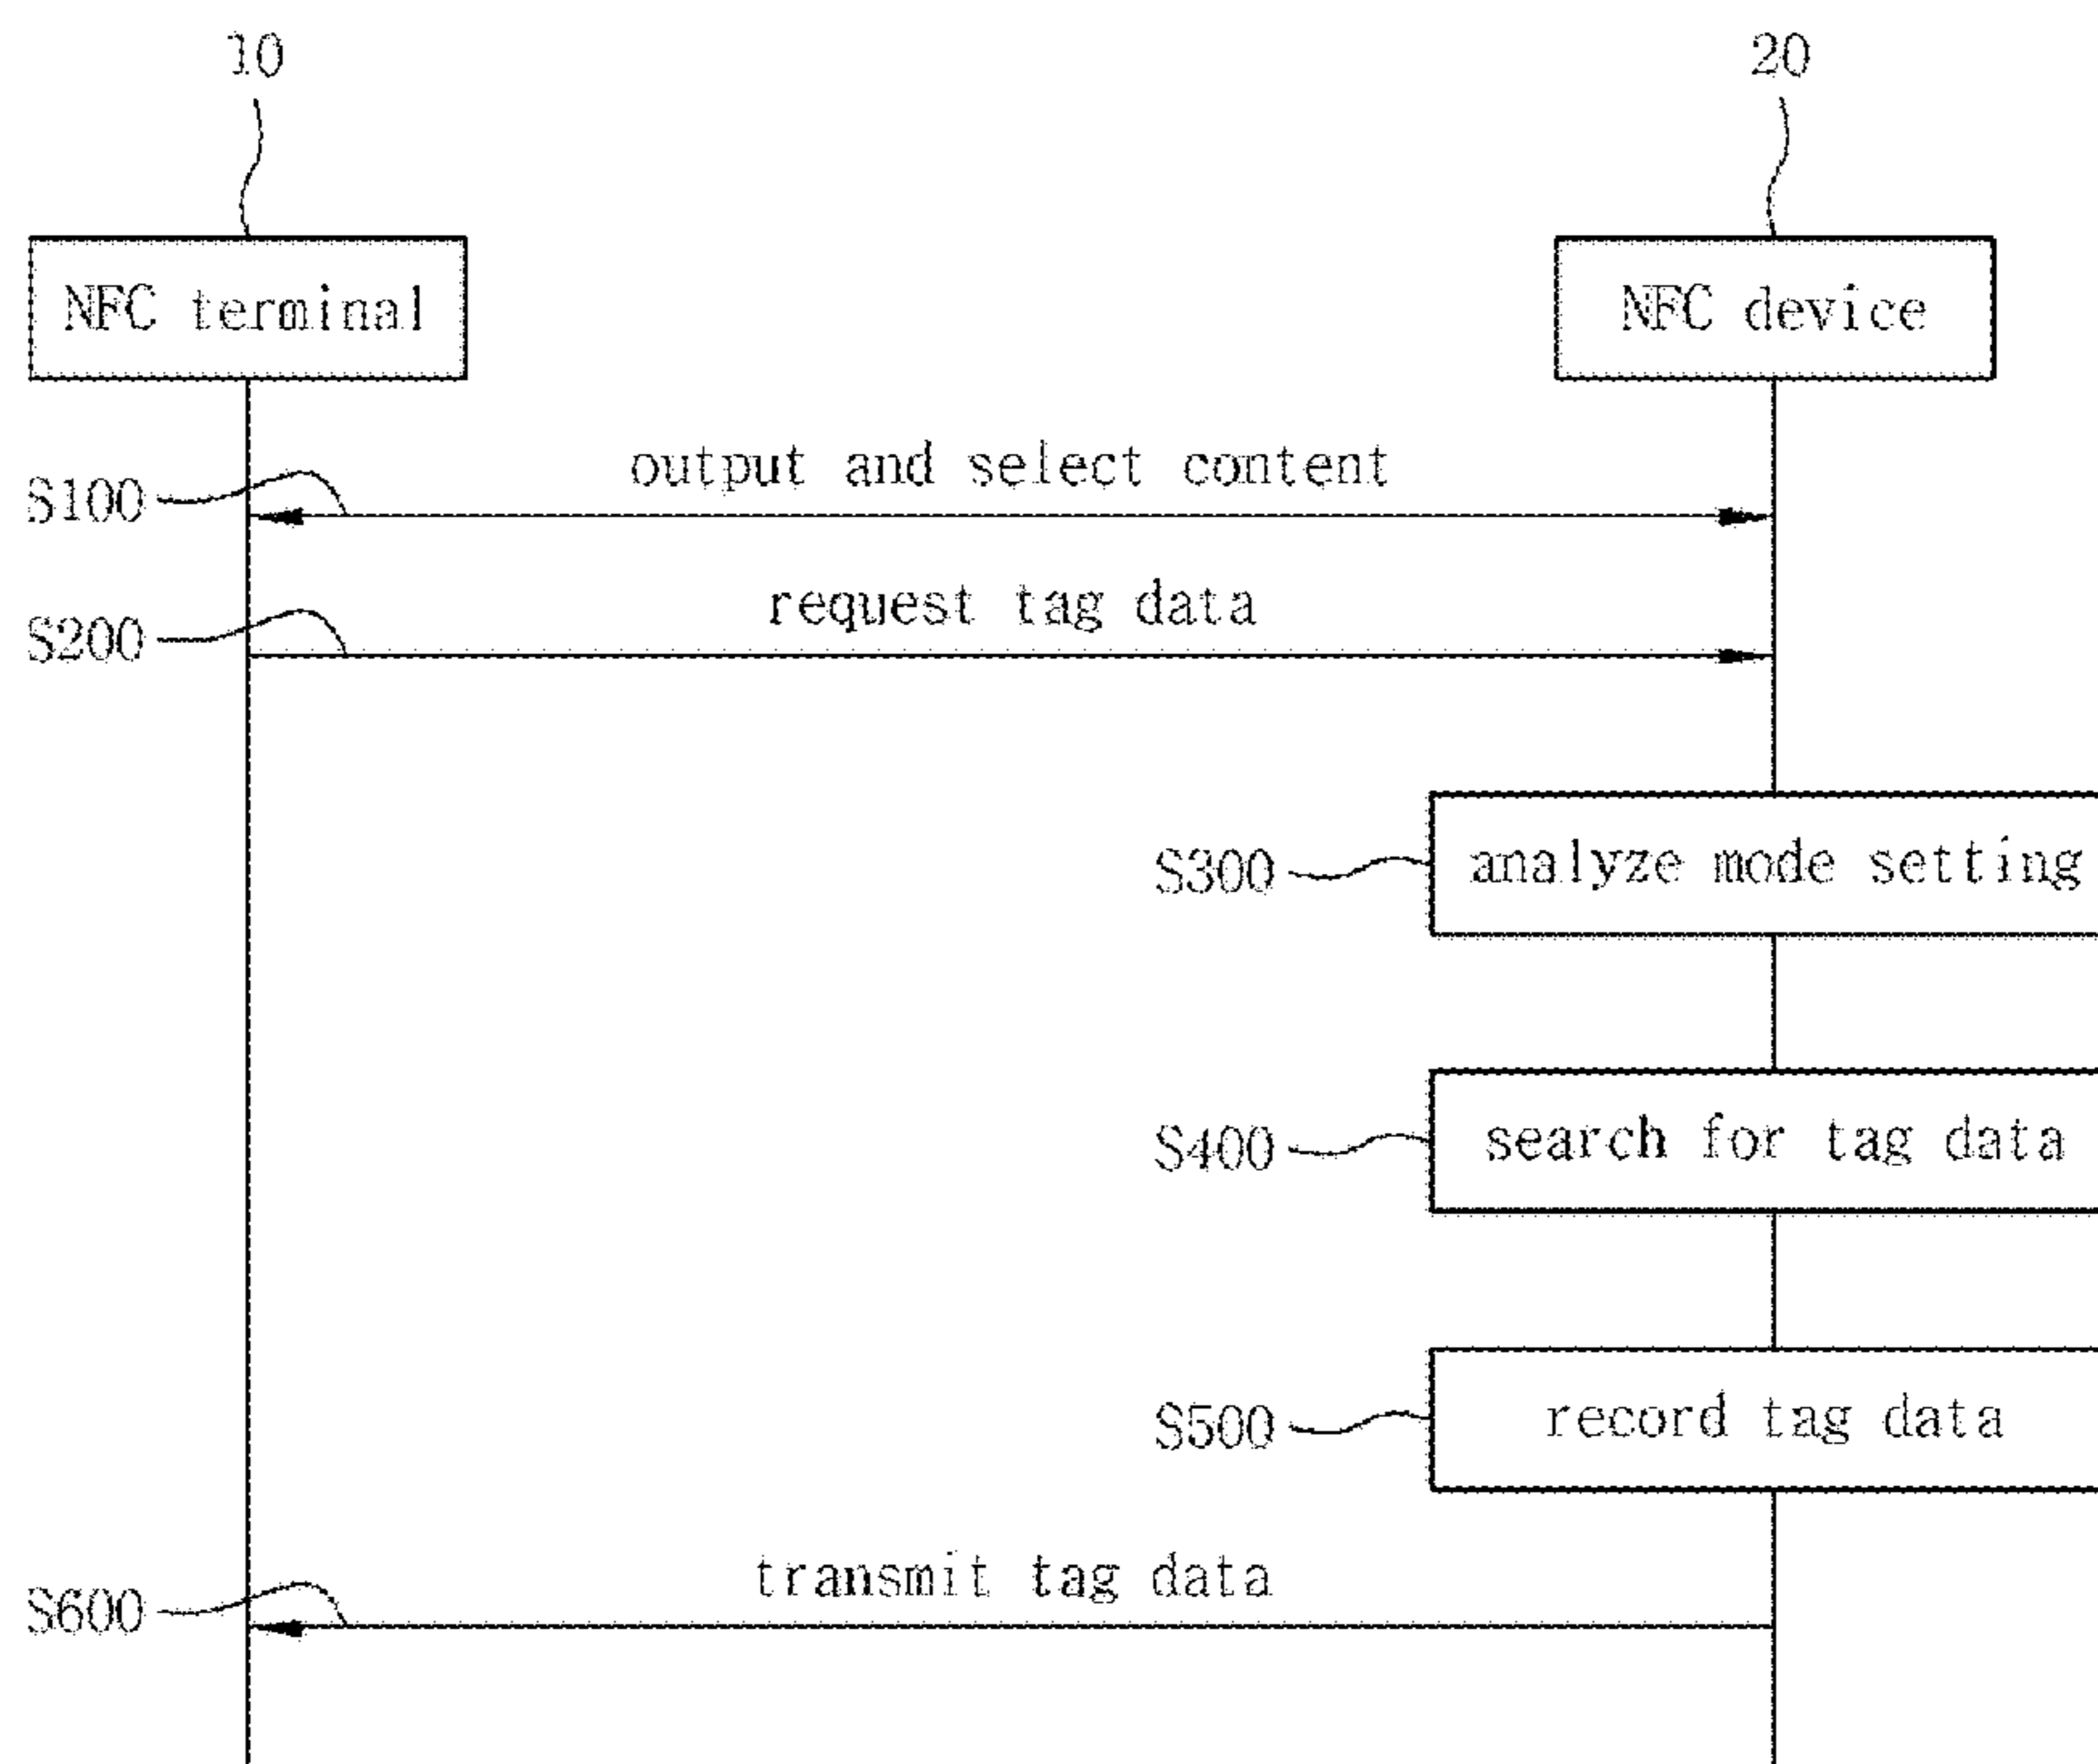 10
20
NFC terminal
NFC device
output and select content
S100
request tag data
S200
S300
analyze mode setting
S400
search for tag data
S500
record tag data
transmit tag data
S600